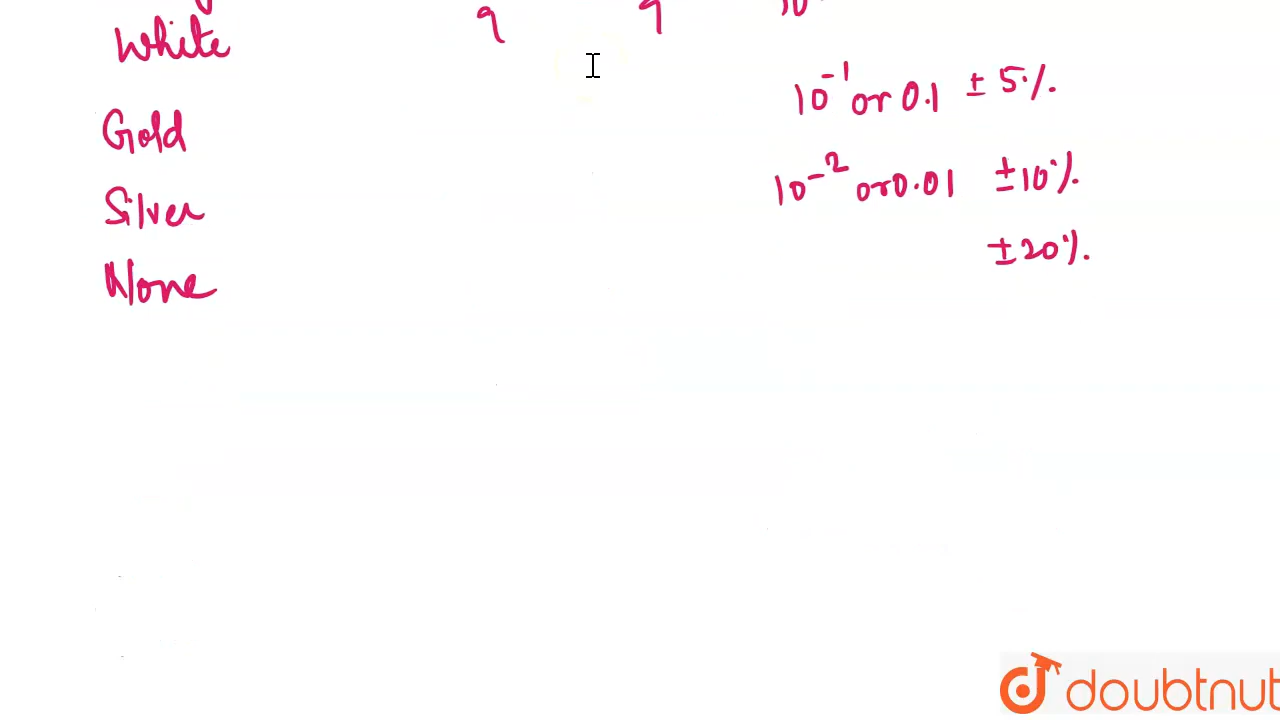 White 9 9 10
Gold 10⁻¹ or 0.1 ± 5%.
Silver 10⁻² or 0.01 ± 10%.
None ± 20%.
doubtnut